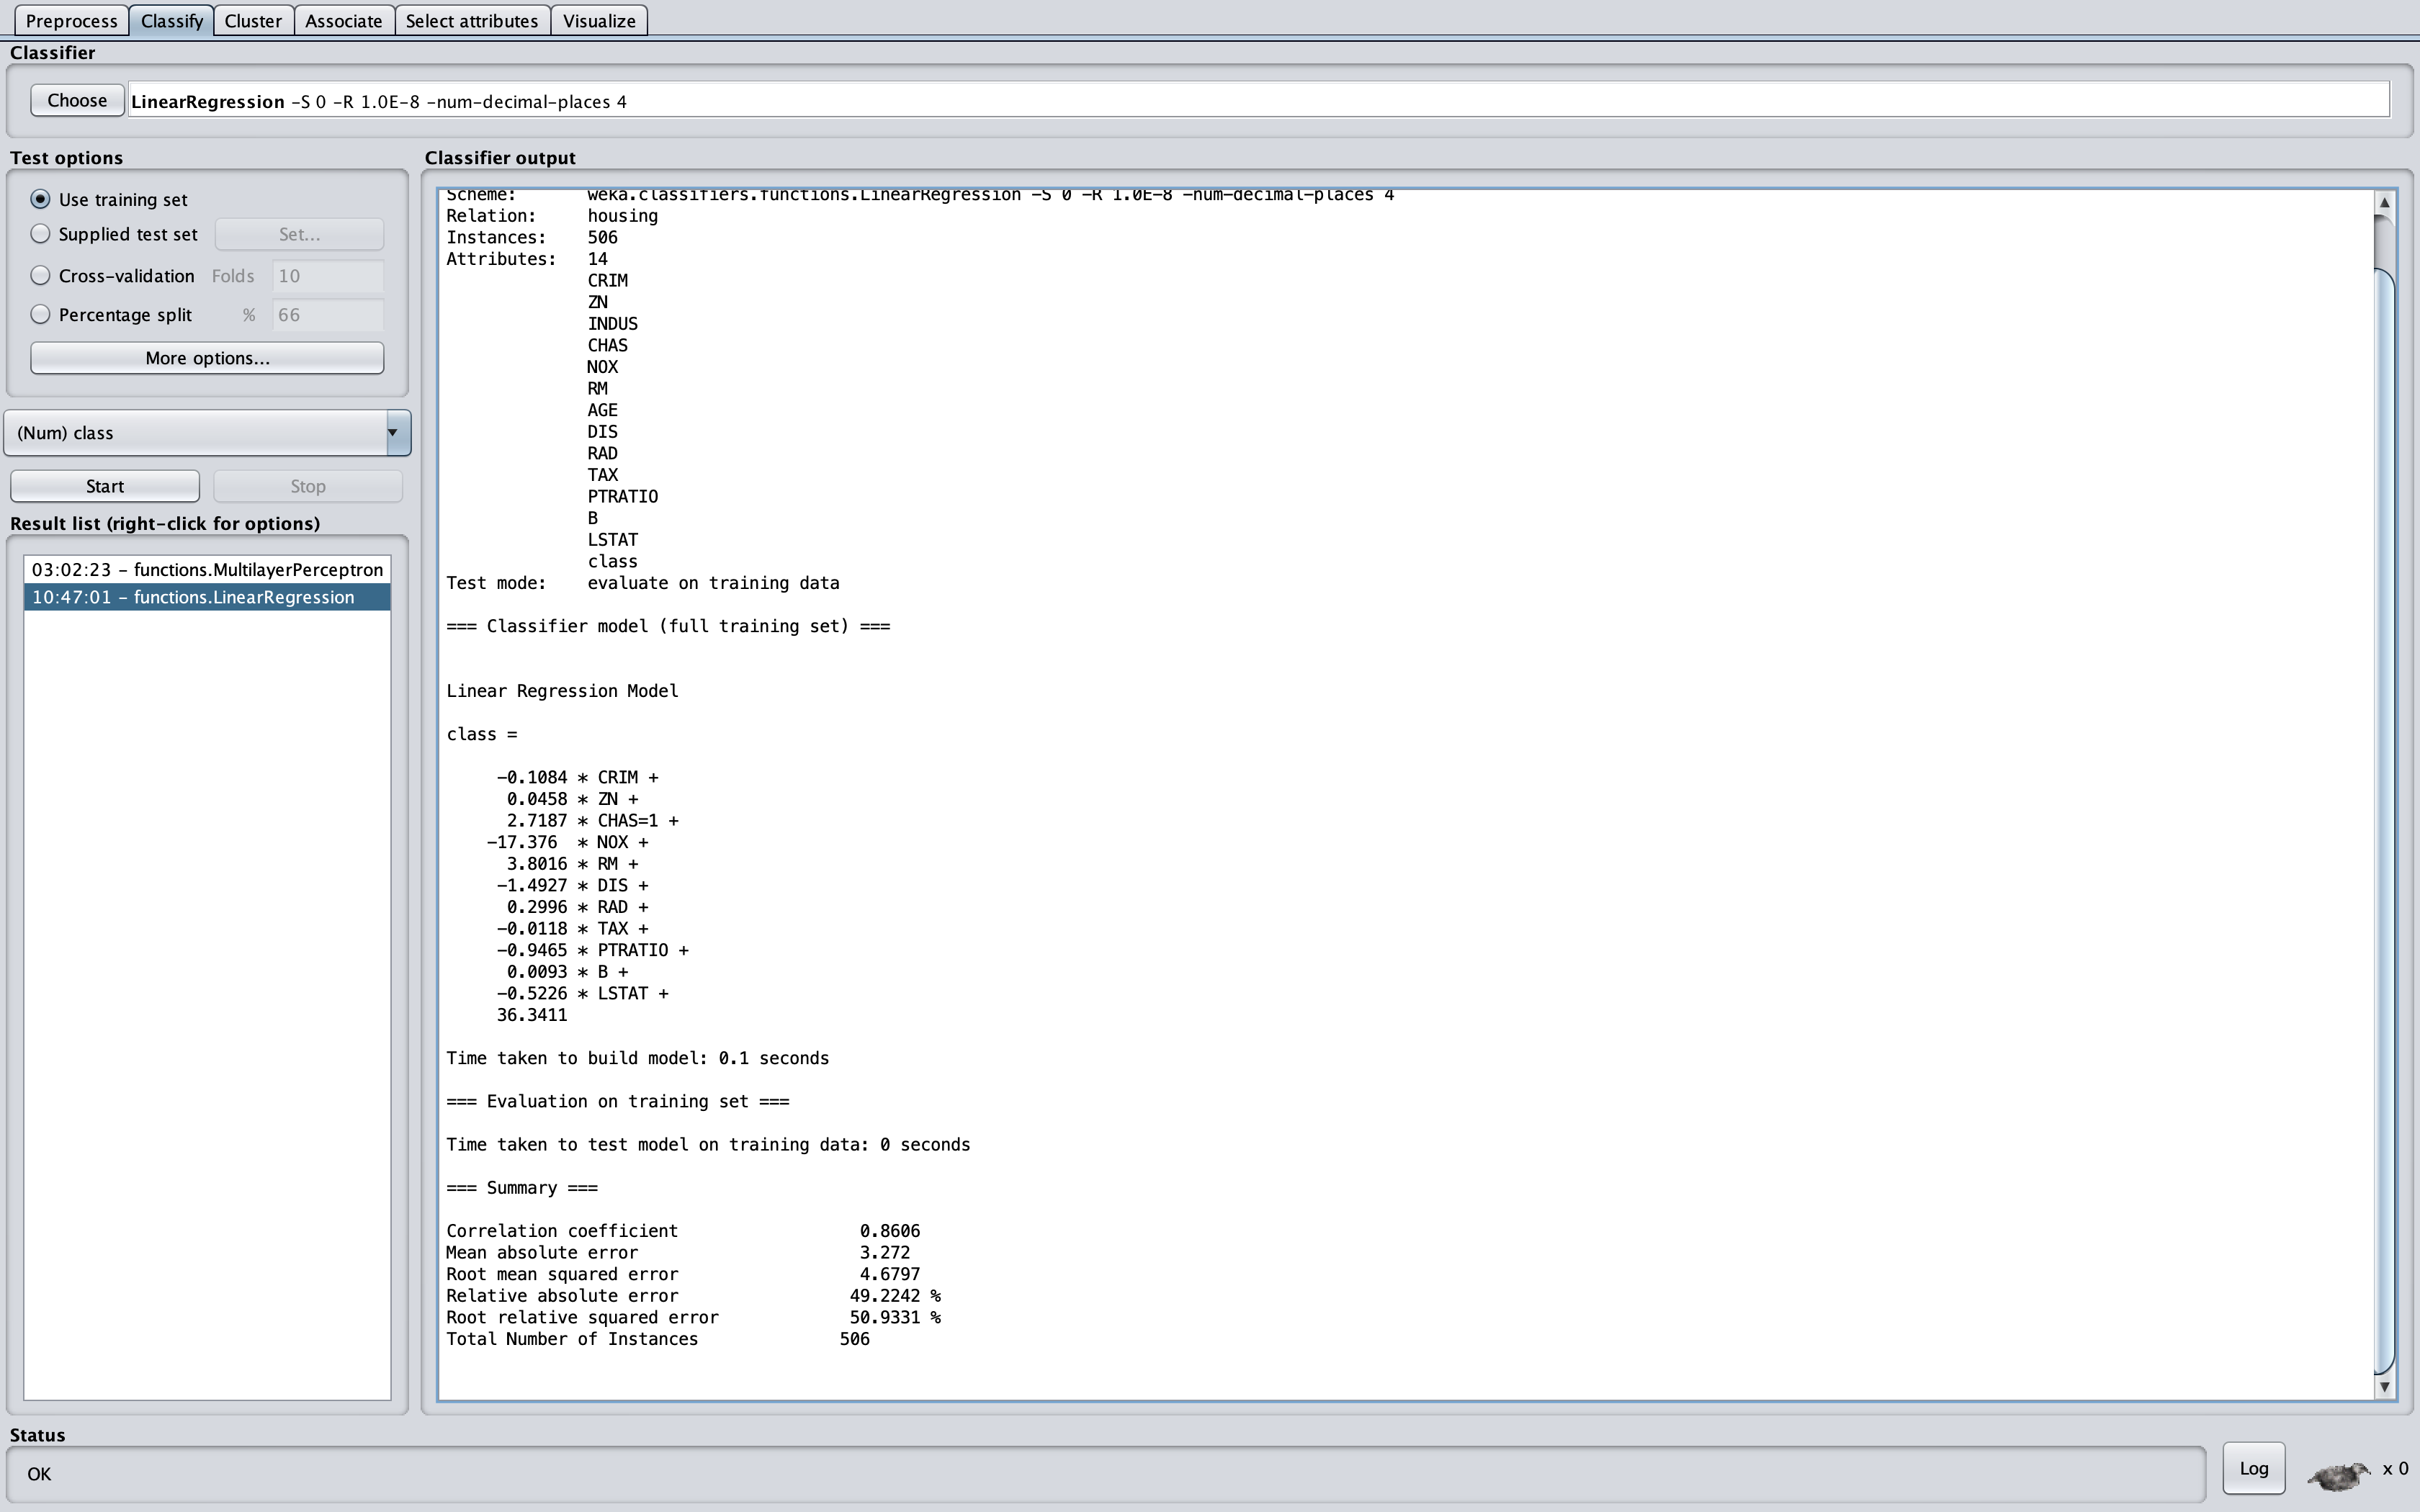 Preprocess Classify Cluster Associate Select attributes Visualize
Classifier
Choose LinearRegression -S 0 -R 1.0E-8 -num-decimal-places 4
Test options
Use training set
Supplied test set Set...
Cross-validation Folds 10
Percentage split % 66
More options...
(Num) class
Start Stop
Result list (right-click for options)
03:02:23 - functions.MultilayerPerceptron
10:47:01 - functions.LinearRegression
Classifier output
Scheme: weka.classifiers.functions.LinearRegression -S 0 -R 1.0E-8 -num-decimal-places 4
Relation: housing
Instances: 506
Attributes: 14
CRIM
ZN
INDUS
CHAS
NOX
RM
AGE
DIS
RAD
TAX
PTRATIO
B
LSTAT
class
Test mode: evaluate on training data
=== Classifier model (full training set) ===
Linear Regression Model
class =
-0.1084 * CRIM +
0.0458 * ZN +
2.7187 * CHAS=1 +
-17.376 * NOX +
3.8016 * RM +
-1.4927 * DIS +
0.2996 * RAD +
-0.0118 * TAX +
-0.9465 * PTRATIO +
0.0093 * B +
-0.5226 * LSTAT +
36.3411
Time taken to build model: 0.1 seconds
=== Evaluation on training set ===
Time taken to test model on training data: 0 seconds
=== Summary ===
Correlation coefficient 0.8606
Mean absolute error 3.272
Root mean squared error 4.6797
Relative absolute error 49.2242 %
Root relative squared error 50.9331 %
Total Number of Instances 506
Status
OK
Log x 0